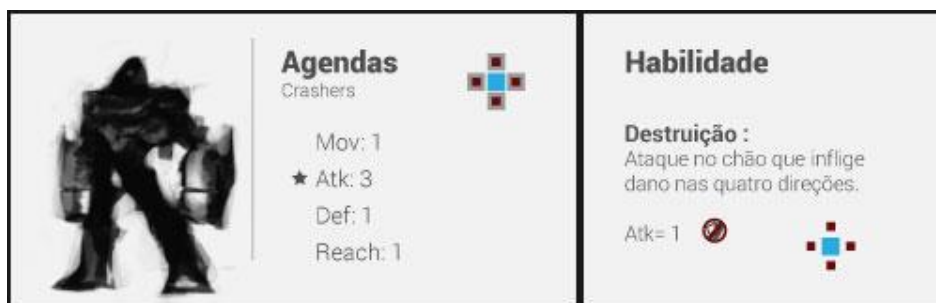 Agendas
Crashers
Mov: 1
★ Atk: 3
Def: 1
Reach: 1
Habilidade
Destruição :
Ataque no chão que inflige
dano nas quatro direções.
Atk= 1